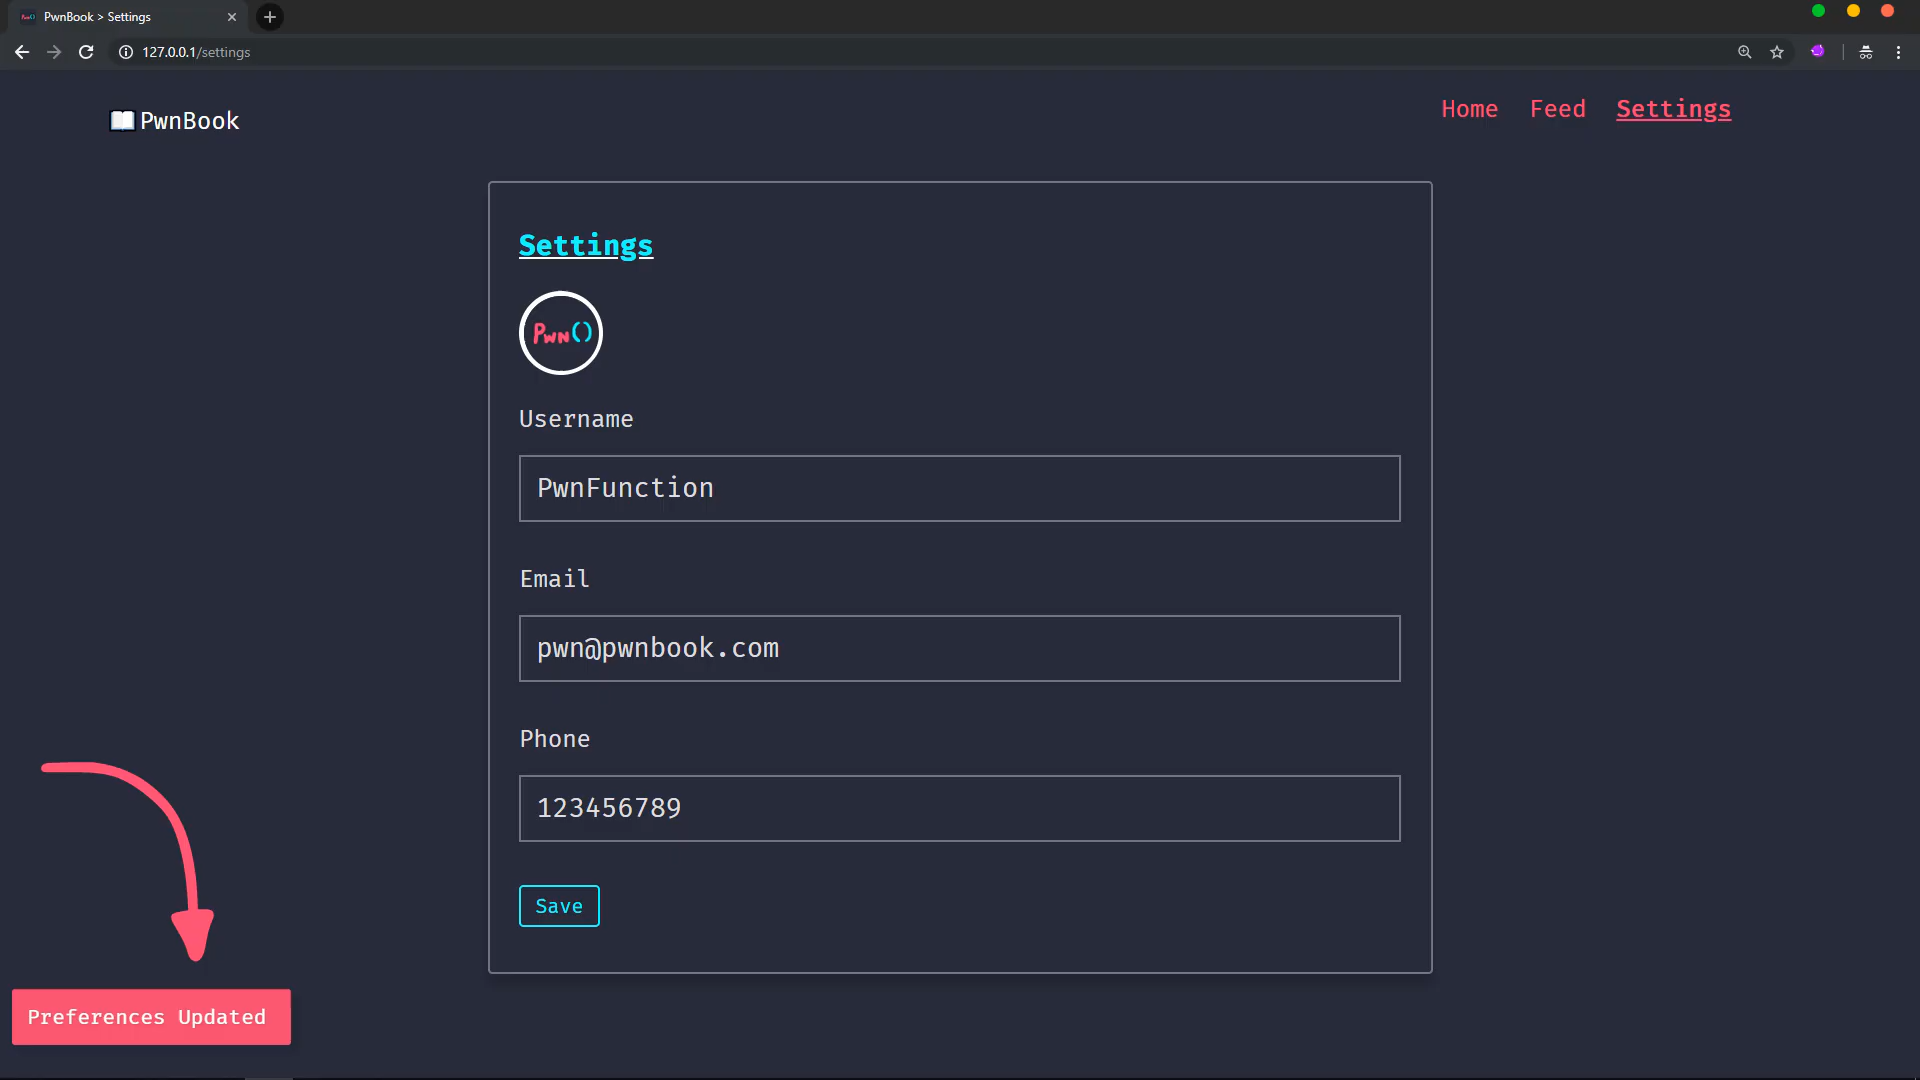 PwnBook > Settings
127.0.0.1/settings
PwnBook
Home Feed Settings
Settings
Pwn()
Username
PwnFunction
Email
pwn@pwnbook.com
Phone
123456789
Save
Preferences Updated